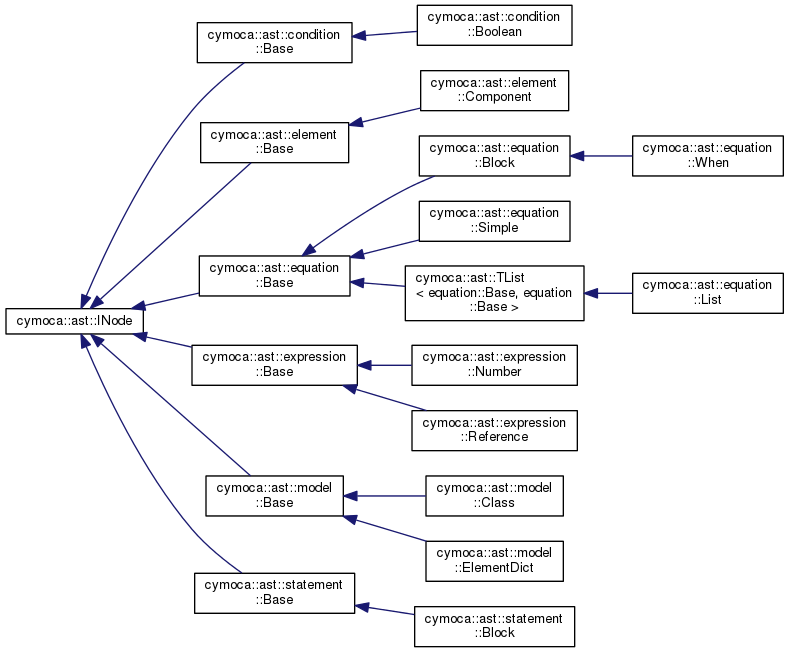 cymoca::ast::INode
cymoca::ast::condition
::Base
cymoca::ast::condition
::Boolean
cymoca::ast::element
::Base
cymoca::ast::element
::Component
cymoca::ast::equation
::Base
cymoca::ast::equation
::Block
cymoca::ast::equation
::When
cymoca::ast::equation
::Simple
cymoca::ast::TList
< equation::Base, equation
::Base >
cymoca::ast::equation
::List
cymoca::ast::expression
::Base
cymoca::ast::expression
::Number
cymoca::ast::expression
::Reference
cymoca::ast::model
::Base
cymoca::ast::model
::Class
cymoca::ast::model
::ElementDict
cymoca::ast::statement
::Base
cymoca::ast::statement
::Block